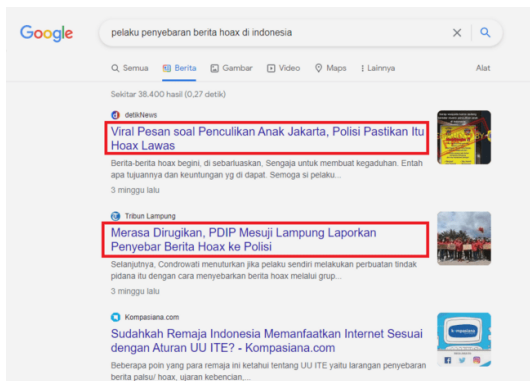 Google
pelaku penyebaran berita hoax di indonesia
Semua Berita Gambar Video Maps Lainnya Alat
Sekitar 38.400 hasil (0,27 detik)
detikNews
Viral Pesan soal Penculikan Anak Jakarta, Polisi Pastikan Itu
Hoax Lawas
Berita-berita hoax begini, di sebarluaskan, Sengaja untuk membuat kegaduhan. Entah
apa tujuannya dan keuntungan yg di dapat. Semoga si pelaku...
3 minggu lalu
Tribun Lampung
Merasa Dirugikan, PDIP Mesuji Lampung Laporkan
Penyebar Berita Hoax ke Polisi
Selanjutnya, Condrowati menuturkan jika pelaku sendiri melakukan perbuatan tindak
pidana itu dengan cara menyebarkan berita hoax melalui grup...
3 minggu lalu
Kompasiana.com
Sudahkah Remaja Indonesia Memanfaatkan Internet Sesuai
dengan Aturan UU ITE? - Kompasiana.com
Beberapa poin yang para remaja ini ketahui tentang UU ITE yaitu larangan penyebaran
berita palsu/ hoax, ujaran kebencian,...
kompasiana